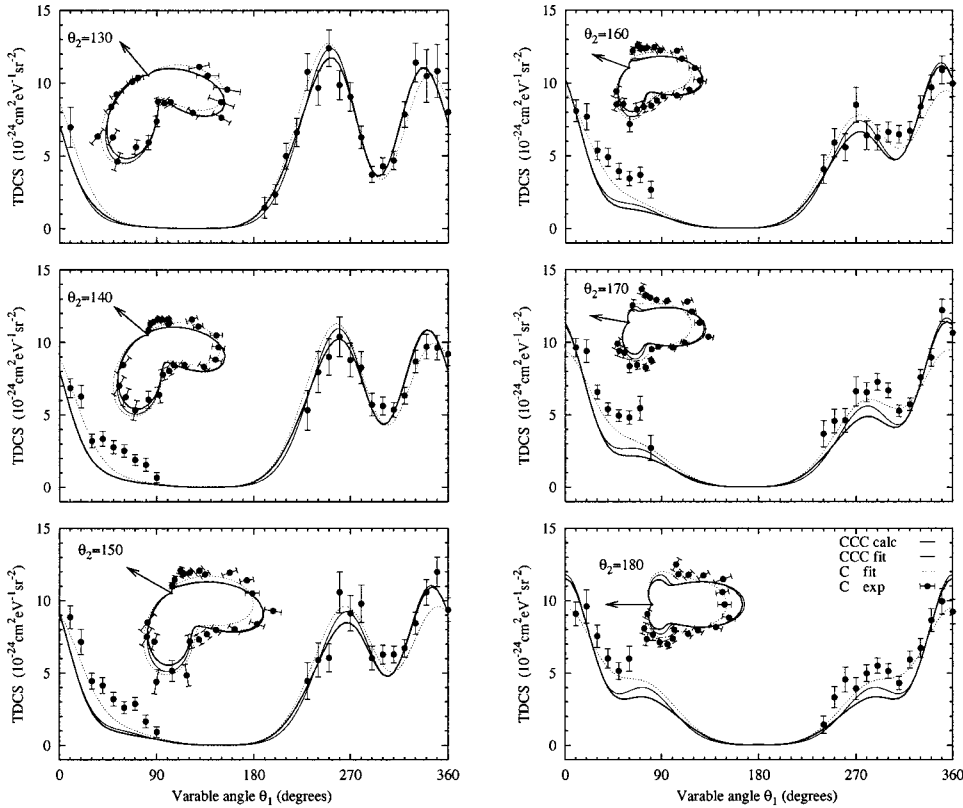 15
10
5
0
TDCS (10⁻²⁴cm²eV⁻¹sr⁻²)
θ₂=130
15
10
5
0
TDCS (10⁻²⁴cm²eV⁻¹sr⁻²)
θ₂=140
15
10
5
0
TDCS (10⁻²⁴cm²eV⁻¹sr⁻²)
θ₂=150
0 90 180 270 360
Varable angle θ₁ (degrees)
15
10
5
0
TDCS (10⁻²⁴cm²eV⁻¹sr⁻²)
θ₂=160
15
10
5
0
TDCS (10⁻²⁴cm²eV⁻¹sr⁻²)
θ₂=170
15
10
5
0
TDCS (10⁻²⁴cm²eV⁻¹sr⁻²)
θ₂=180
CCC calc
CCC fit
C fit
C exp
0 90 180 270 360
Varable angle θ₁ (degrees)